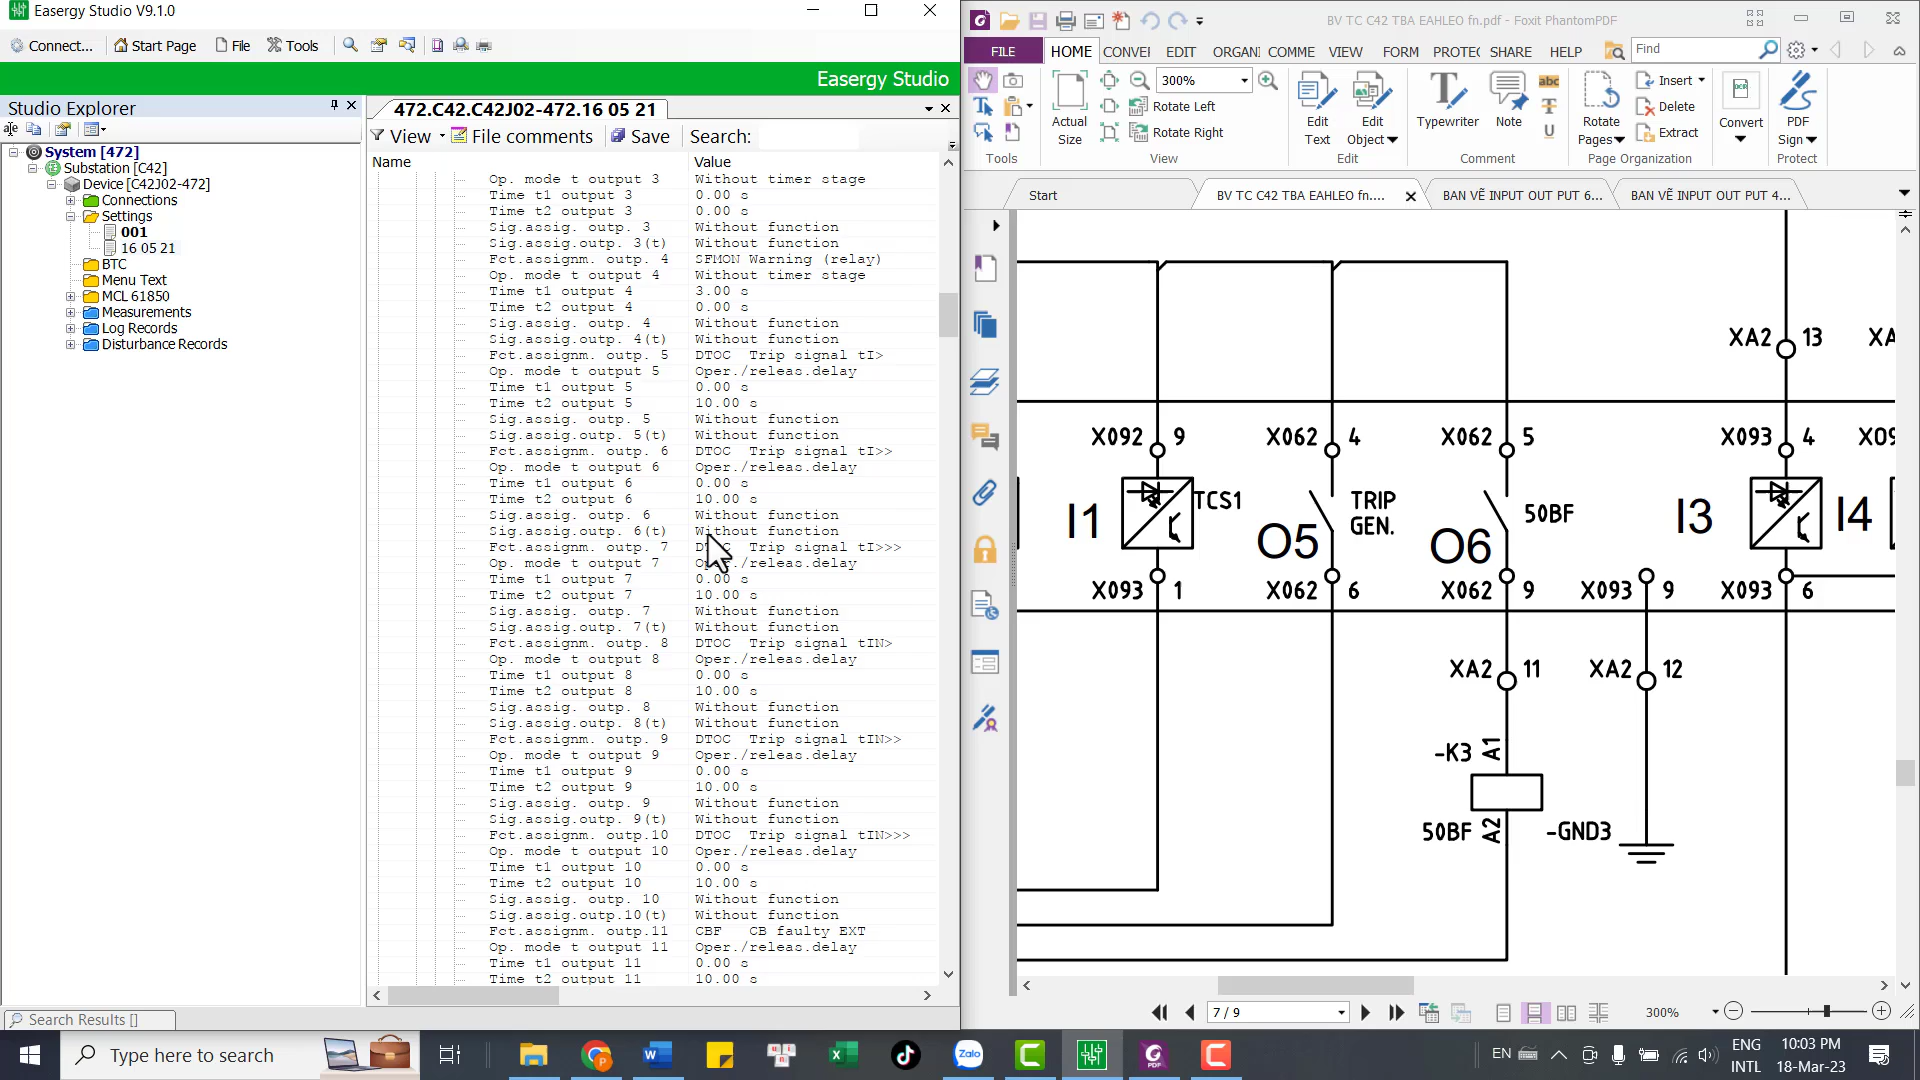 Easergy Studio V9.1.0
Connect...
Start Page
File
Tools
Easergy Studio
Studio Explorer
System [472]
Substation [C42]
Device [C42J02-472]
Connections
Settings
001
16 05 21
BTC
Menu Text
MCL 61850
Measurements
Log Records
Disturbance Records
Search Results []
472.C42.C42J02-472.16 05 21
View
File comments
Save
Search:
Name Value
Op. mode t output 3 Without timer stage
Time t1 output 3 0.00 s
Time t2 output 3 0.00 s
Sig.assig. outp. 3 Without function
Sig.assig.outp. 3(t) Without function
Fct.assignm. outp. 4 SFMON Warning (relay)
Op. mode t output 4 Without timer stage
Time t1 output 4 3.00 s
Time t2 output 4 0.00 s
Sig.assig. outp. 4 Without function
Sig.assig.outp. 4(t) Without function
Fct.assignm. outp. 5 DTOC Trip signal tI>
Op. mode t output 5 Oper./releas.delay
Time t1 output 5 0.00 s
Time t2 output 5 10.00 s
Sig.assig. outp. 5 Without function
Sig.assig.outp. 5(t) Without function
Fct.assignm. outp. 6 DTOC Trip signal tI>>
Op. mode t output 6 Oper./releas.delay
Time t1 output 6 0.00 s
Time t2 output 6 10.00 s
Sig.assig. outp. 6 Without function
Sig.assig.outp. 6(t) Without function
Fct.assignm. outp. 7 Trip signal tI>>>
Op. mode t output 7 ./releas.delay
Time t1 output 7 0.00 s
Time t2 output 7 10.00 s
Sig.assig. outp. 7 Without function
Sig.assig.outp. 7(t) Without function
Fct.assignm. outp. 8 DTOC Trip signal tIN>
Op. mode t output 8 Oper./releas.delay
Time t1 output 8 0.00 s
Time t2 output 8 10.00 s
Sig.assig. outp. 8 Without function
Sig.assig.outp. 8(t) Without function
Fct.assignm. outp. 9 DTOC Trip signal tIN>>
Op. mode t output 9 Oper./releas.delay
Time t1 output 9 0.00 s
Time t2 output 9 10.00 s
Sig.assig. outp. 9 Without function
Sig.assig.outp. 9(t) Without function
Fct.assignm. outp.10 DTOC Trip signal tIN>>>
Op. mode t output 10 Oper./releas.delay
Time t1 output 10 0.00 s
Time t2 output 10 10.00 s
Sig.assig. outp. 10 Without function
Sig.assig.outp.10(t) Without function
Fct.assignm. outp.11 CBF CB faulty EXT
Op. mode t output 11 Oper./releas.delay
Time t1 output 11 0.00 s
Time t2 output 11 10.00 s
BV TC C42 TBA EAHLEO fn.pdf - Foxit PhantomPDF
FILE HOME CONVEI EDIT ORGANI COMME VIEW FORM PROTEC SHARE HELP Find
Actual Size
300%
Rotate Left
Rotate Right
Edit Text
Edit Object
Typewriter
Note
abc
T
U
Rotate Pages
Insert
Delete
Extract
Convert
PDF Sign
Tools View Edit Comment Page Organization Protect
Start
BV TC C42 TBA EAHLEO fn....
BAN VẼ INPUT OUT PUT 6...
BAN VẼ INPUT OUT PUT 4...
XA2 13 XA
X092 9 X062 4 X062 5 X093 4 X09
I1 TCS1 O5 TRIP GEN. O6 50BF I3 I4
X093 1 X062 6 X062 9 X093 9 X093 6
XA2 11 XA2 12
-K3 A1
50BF A2 -GND3
7 / 9
300%
Type here to search
W
Zalo
PDF
EN
ENG
INTL
10:03 PM
18-Mar-23